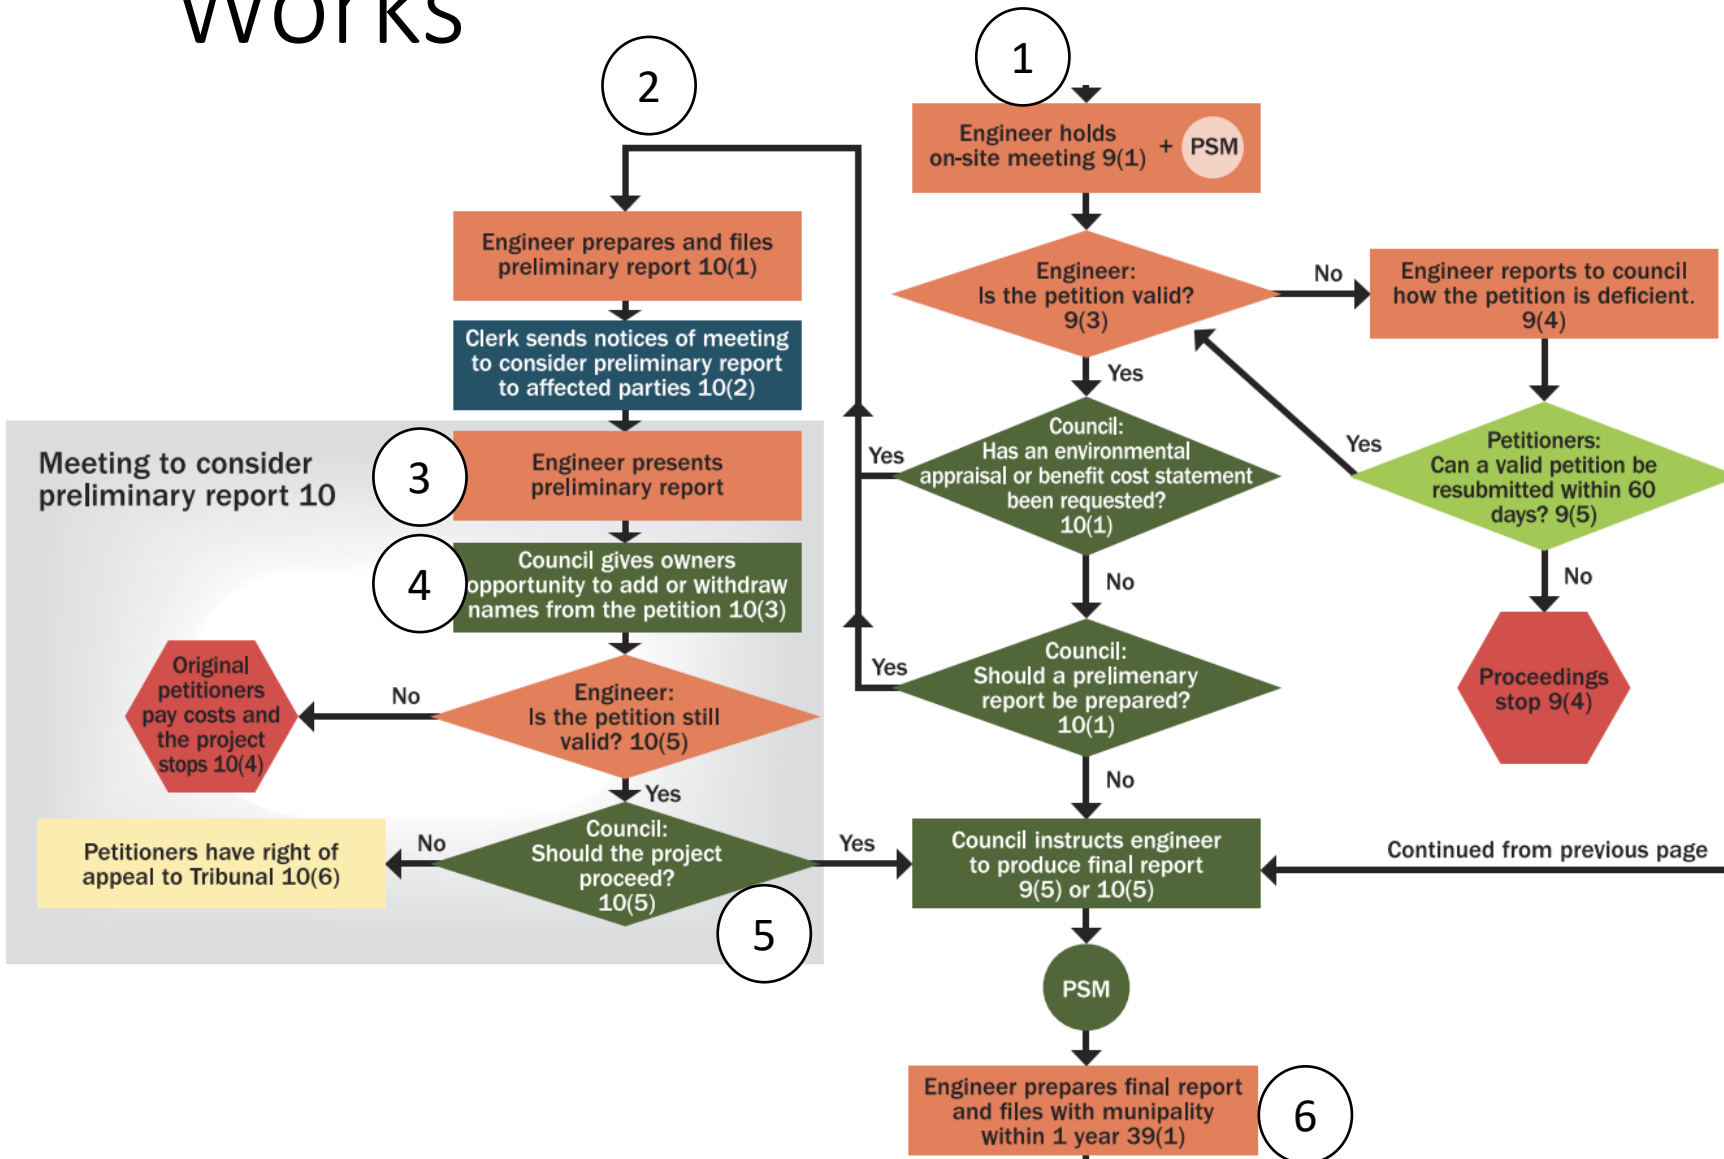 Works
1
2
Engineer holds
on-site meeting 9(1)
+
PSM
Engineer prepares and files
preliminary report 10(1)
Engineer:
Is the petition valid?
9(3)
No
Engineer reports to council
how the petition is deficient.
9(4)
Clerk sends notices of meeting
to consider preliminary report
to affected parties 10(2)
Yes
Meeting to consider
preliminary report 10
3
Engineer presents
preliminary report
Yes
Council:
Has an environmental
appraisal or benefit cost statement
been requested?
10(1)
Yes
Petitioners:
Can a valid petition be
resubmitted within 60
days? 9(5)
4
Council gives owners
opportunity to add or withdraw
names from the petition 10(3)
No
No
Original
petitioners
pay costs and
the project
stops 10(4)
No
Engineer:
Is the petition still
valid? 10(5)
Yes
Council:
Should a prelimenary
report be prepared?
10(1)
Proceedings
stop 9(4)
Yes
No
Petitioners have right of
appeal to Tribunal 10(6)
No
Council:
Should the project
proceed?
10(5)
Yes
Council instructs engineer
to produce final report
9(5) or 10(5)
Continued from previous page
5
PSM
Engineer prepares final report
and files with munipality
within 1 year 39(1)
6